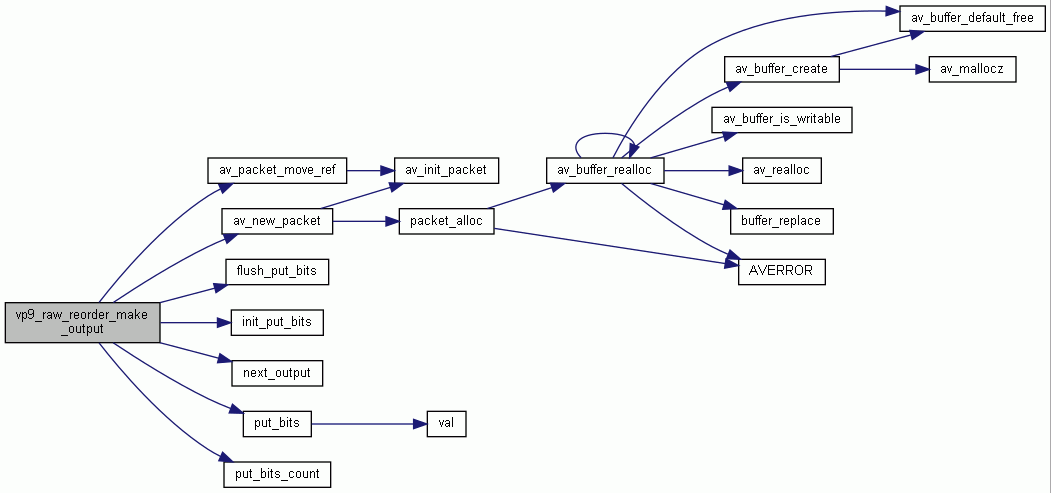 av_buffer_default_free
av_buffer_create
av_mallocz
av_buffer_is_writable
av_packet_move_ref
av_init_packet
av_buffer_realloc
av_realloc
av_new_packet
packet_alloc
buffer_replace
flush_put_bits
AVERROR
vp9_raw_reorder_make
_output
init_put_bits
next_output
put_bits
val
put_bits_count